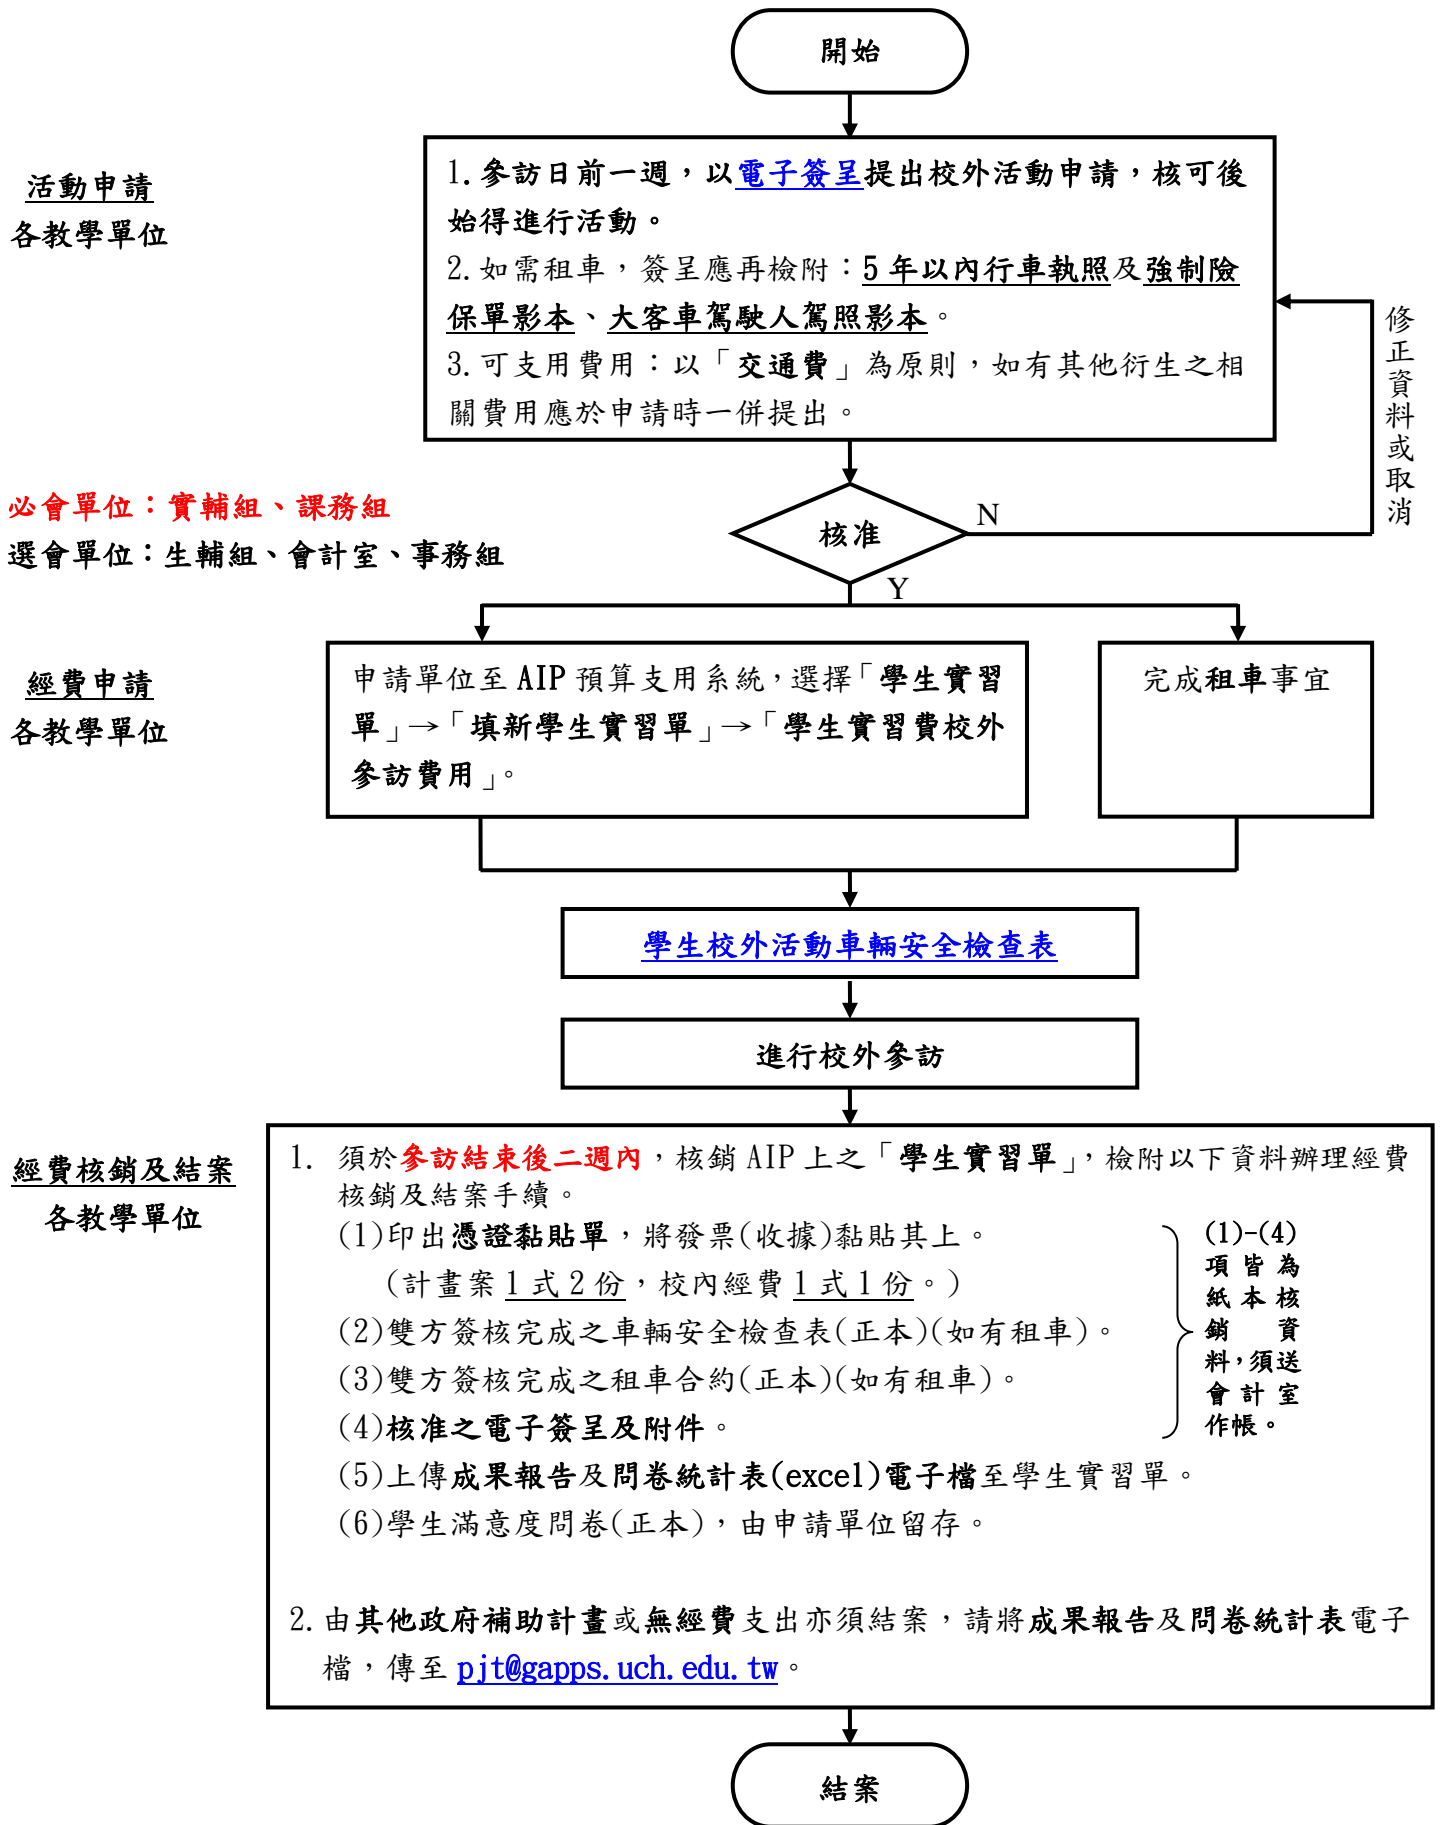 開始
活動申請
各教學單位
1.參訪日前一週，以電子簽呈提出校外活動申請，核可後
始得進行活動。
2.如需租車，簽呈應再檢附：5 年以內行車執照及強制險
保單影本、大客車駕駛人駕照影本。
3.可支用費用：以「交通費」為原則，如有其他衍生之相
關費用應於申請時一併提出。
修正資料或取消
必會單位：實輔組、課務組
選會單位：生輔組、會計室、事務組
核准
N
Y
經費申請
各教學單位
申請單位至 AIP 預算支用系統，選擇「學生實習
單」→「填新學生實習單」→「學生實習費校外
參訪費用」。
完成租車事宜
學生校外活動車輛安全檢查表
進行校外參訪
經費核銷及結案
各教學單位
1. 須於參訪結束後二週內，核銷 AIP 上之「學生實習單」，檢附以下資料辦理經費
核銷及結案手續。
(1)印出憑證黏貼單，將發票(收據)黏貼其上。
(計畫案 1 式 2 份，校內經費 1 式 1 份。)
(2)雙方簽核完成之車輛安全檢查表(正本)(如有租車)。
(3)雙方簽核完成之租車合約(正本)(如有租車)。
(4)核准之電子簽呈及附件。
(5)上傳成果報告及問卷統計表(excel)電子檔至學生實習單。
(6)學生滿意度問卷(正本)，由申請單位留存。
(1)-(4)
項皆為
紙本核
銷資
料，須送
會計室
作帳。
2.由其他政府補助計畫或無經費支出亦須結案，請將成果報告及問卷統計表電子
檔，傳至 pjt@gapps.uch.edu.tw。
結案